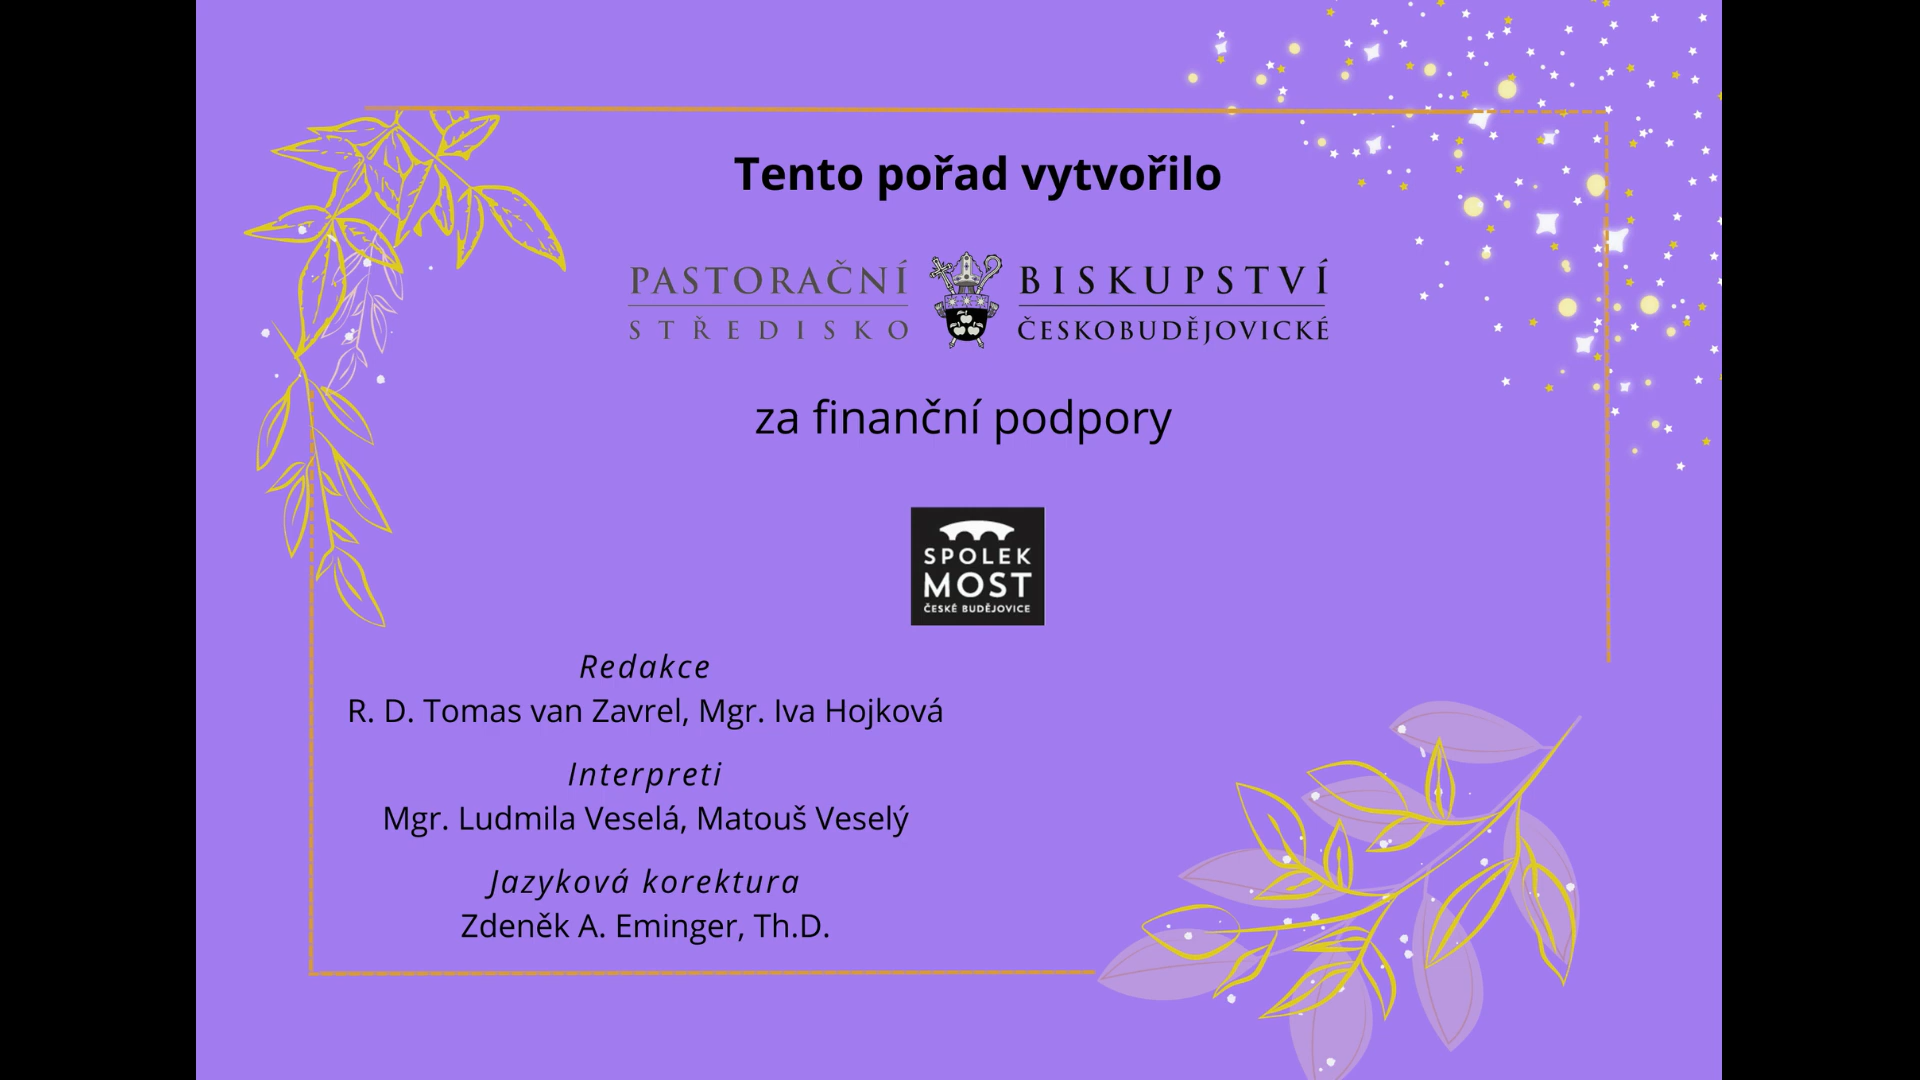 Tento pořad vytvořilo
PASTORAČNÍ
STŘEDISKO
BISKUPSTVÍ
ČESKOBUDĚJOVICKÉ
za finanční podpory
SPOLEK
MOST
ČESKÉ BUDĚJOVICE
Redakce
R. D. Tomas van Zavrel, Mgr. Iva Hojková
Interpreti
Mgr. Ludmila Veselá, Matouš Veselý
Jazyková korektura
Zdeněk A. Eminger, Th.D.